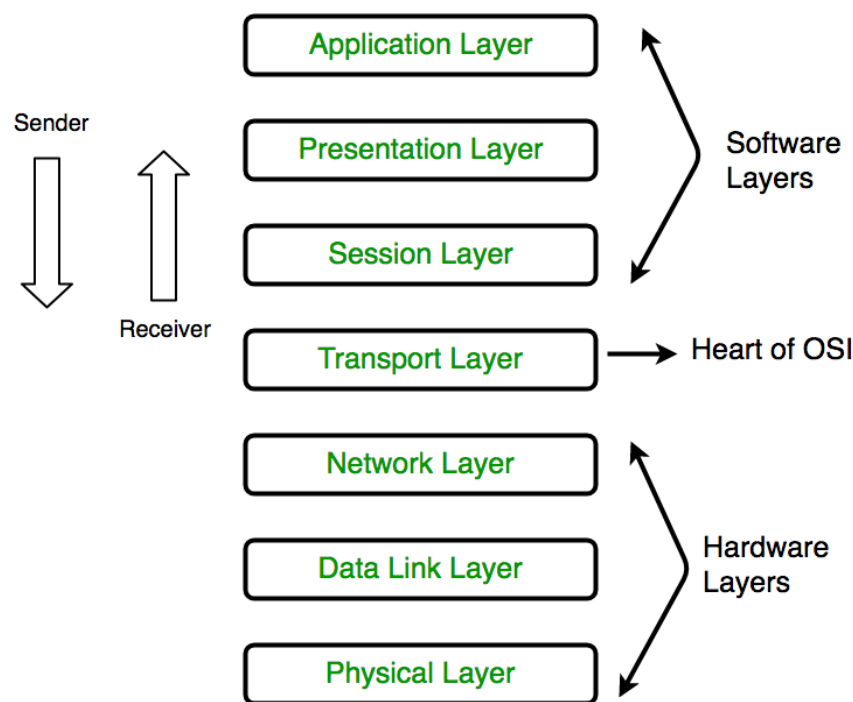 Application Layer
Sender
Presentation Layer
Software
Layers
Session Layer
Receiver
Transport Layer
Heart of OSI
Network Layer
Hardware
Layers
Data Link Layer
Physical Layer